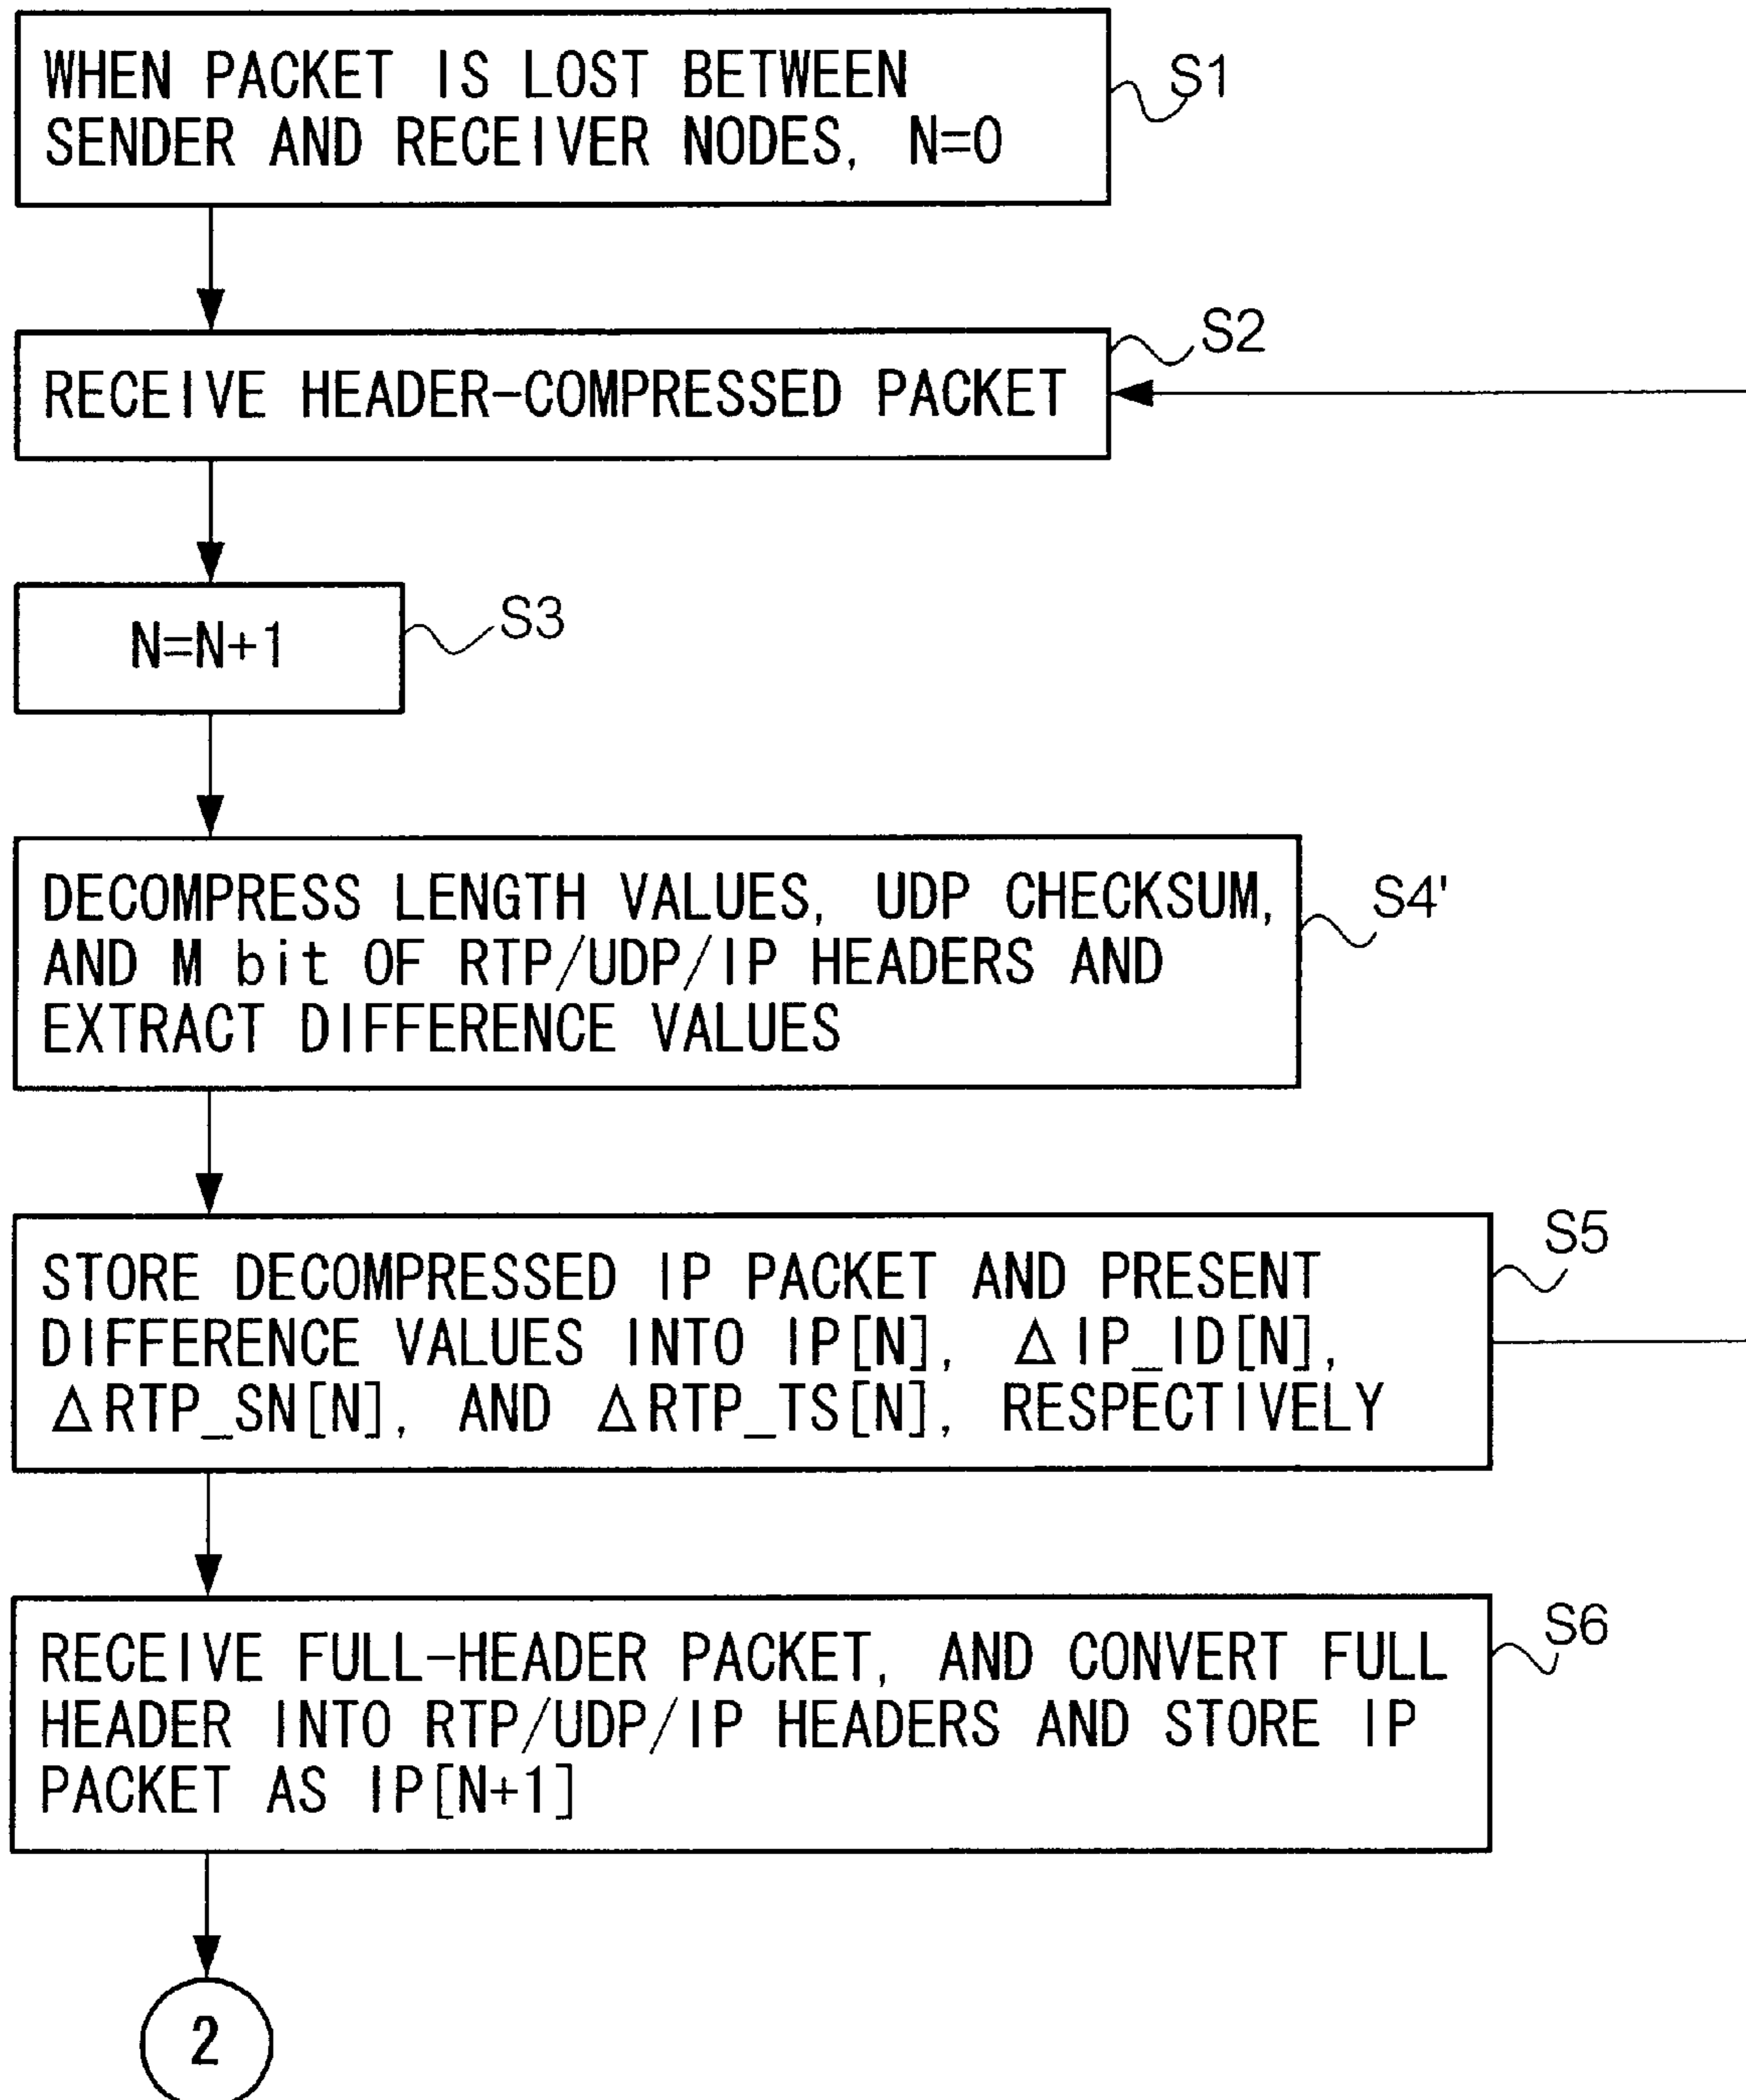 WHEN PACKET IS LOST BETWEEN
SENDER AND RECEIVER NODES, N=0
S1
RECEIVE HEADER-COMPRESSED PACKET
S2
N=N+1
S3
DECOMPRESS LENGTH VALUES, UDP CHECKSUM,
AND M bit OF RTP/UDP/IP HEADERS AND
EXTRACT DIFFERENCE VALUES
S4'
STORE DECOMPRESSED IP PACKET AND PRESENT
DIFFERENCE VALUES INTO IP[N], ΔIP_ID[N],
ΔRTP_SN[N], AND ΔRTP_TS[N], RESPECTIVELY
S5
RECEIVE FULL-HEADER PACKET, AND CONVERT FULL
HEADER INTO RTP/UDP/IP HEADERS AND STORE IP
PACKET AS IP[N+1]
S6
2